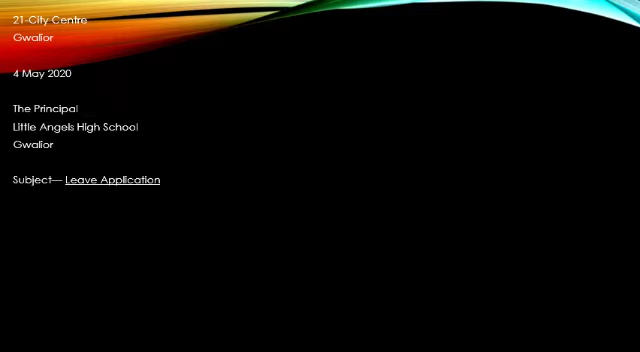 21-City Centre
Gwalior
4 May 2020
The Principal
Little Angels High School
Gwalior
Subject— Leave Application